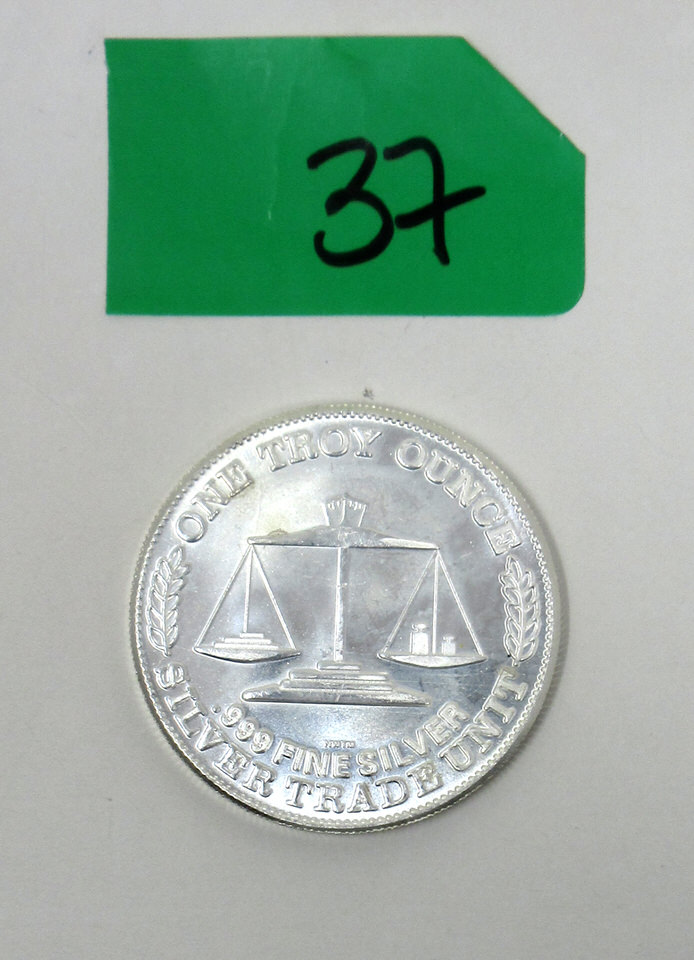 37
ONE TROY OUNCE
.999 FINE SILVER
SILVER TRADE UNIT